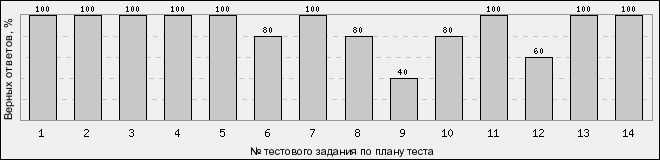 100 100 100 100 100 80 100 80 40 80 100 60 100 100
Верных ответов, %
1 2 3 4 5 6 7 8 9 10 11 12 13 14
№ тестового задания по плану теста